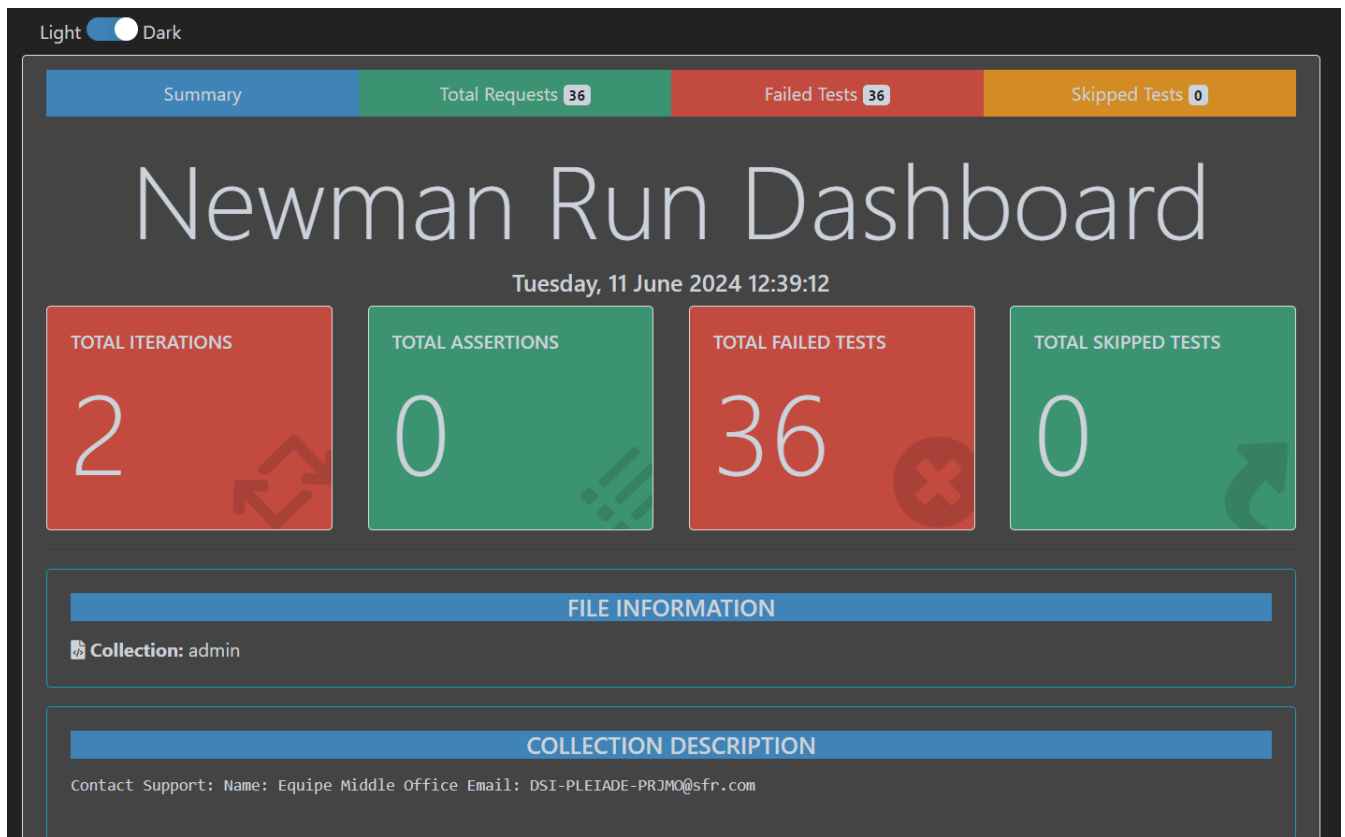 Light Dark
Summary Total Requests 36 Failed Tests 36 Skipped Tests 0
Newman Run Dashboard
Tuesday, 11 June 2024 12:39:12
TOTAL ITERATIONS TOTAL ASSERTIONS TOTAL FAILED TESTS TOTAL SKIPPED TESTS
2 0 36 0
FILE INFORMATION
Collection: admin
COLLECTION DESCRIPTION
Contact Support: Name: Equipe Middle Office Email: DSI-PLEIADE-PRJMO@sfr.com